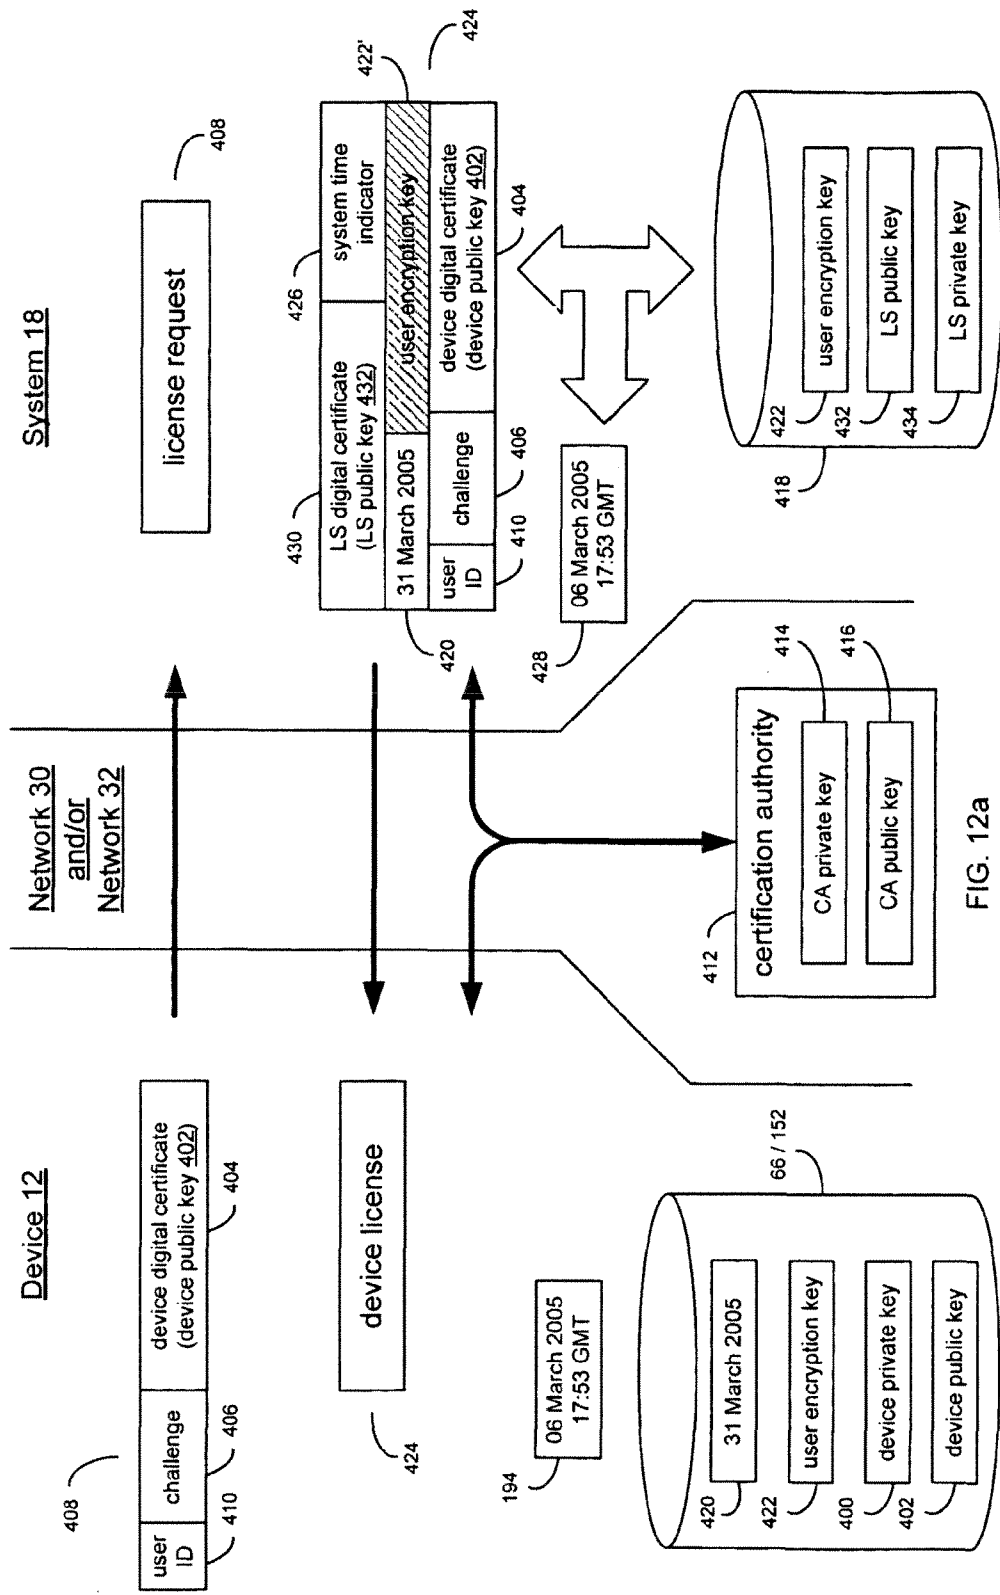 Device 12
Network 30
and/or
Network 32
System 18
408
user
ID
challenge
device digital certificate
(device public key 402)
410
406
404
license request
408
device license
424
430
426
422'
424
LS digital certificate
(LS public key 432)
system time
indicator
31 March 2005
user encryption key
user
ID
challenge
device digital certificate
(device public key 402)
420
410
406
404
194
06 March 2005
17:53 GMT
428
06 March 2005
17:53 GMT
66 / 152
420
31 March 2005
422
user encryption key
400
device private key
402
device public key
412
certification authority
414
CA private key
416
CA public key
418
422
user encryption key
432
LS public key
434
LS private key
FIG. 12a